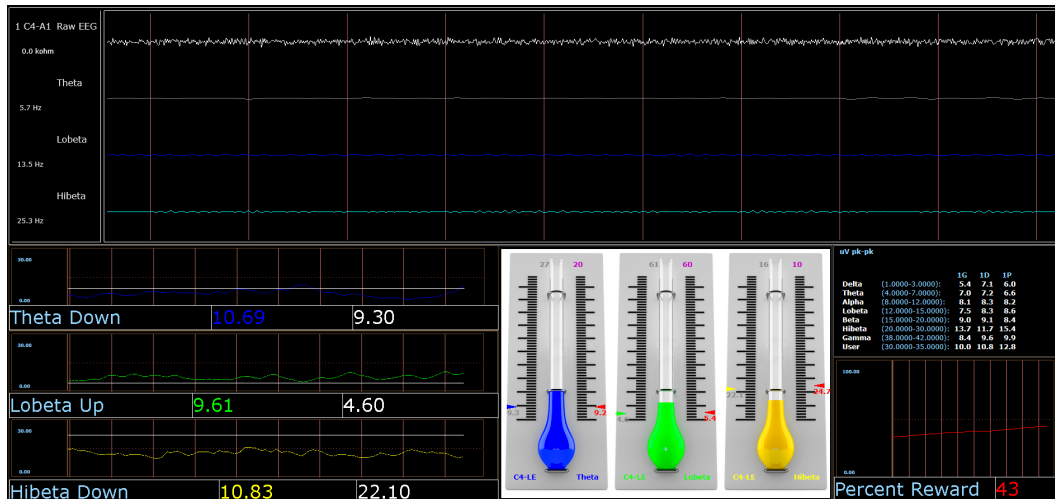 1 C4-A1 Raw EEG
0.0 kohm
Theta
5.7 Hz
Lobeta
13.5 Hz
Hibeta
25.3 Hz
30.00
0.00
Theta Down 10.69 9.30
30.00
0.00
Lobeta Up 9.61 4.60
30.00
0.00
Hibeta Down 10.83 22.10
27 20
9.3 9.2
C4-LE Theta
61 60
5.4
C4-LE Lobeta
16 10
22.1 24.7
C4-LE Hibeta
uV pk-pk
1G 1D 1P
Delta (1.0000-3.0000): 5.4 7.1 6.0
Theta (4.0000-7.0000): 7.0 7.2 6.6
Alpha (8.0000-12.0000): 8.1 8.3 8.2
Lobeta (12.0000-15.0000): 7.5 8.3 8.6
Beta (15.0000-20.0000): 9.0 9.1 8.4
Hibeta (20.0000-30.0000): 13.7 11.7 15.4
Gamma (38.0000-42.0000): 8.4 9.6 9.9
User (30.0000-35.0000): 10.0 10.8 12.8
100.00
0.00
Percent Reward 43